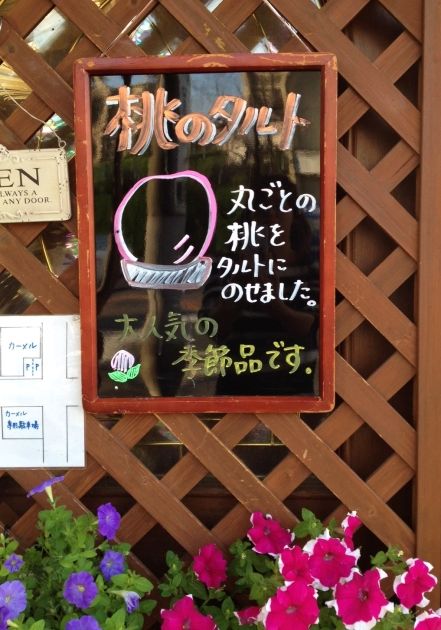 桃のタルト
丸ごとの
桃を
タルトに
のせました。
大人気の
季節品です.
EN
ALWAYS A
ANY DOOR.
カーメル
P P
カーメル
専用駐車場